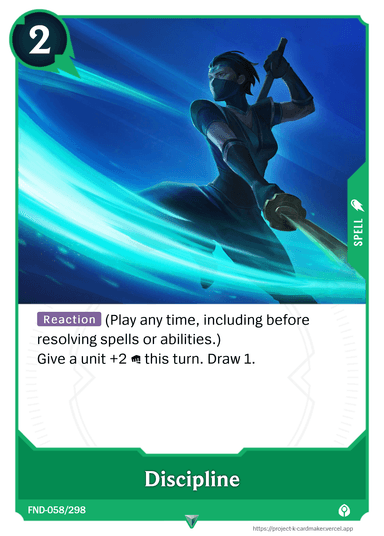 2
SPELL
Reaction (Play any time, including before
resolving spells or abilities.)
Give a unit +2 this turn. Draw 1.
Discipline
FND-058/298
https://project-k-cardmaker.vercel.app